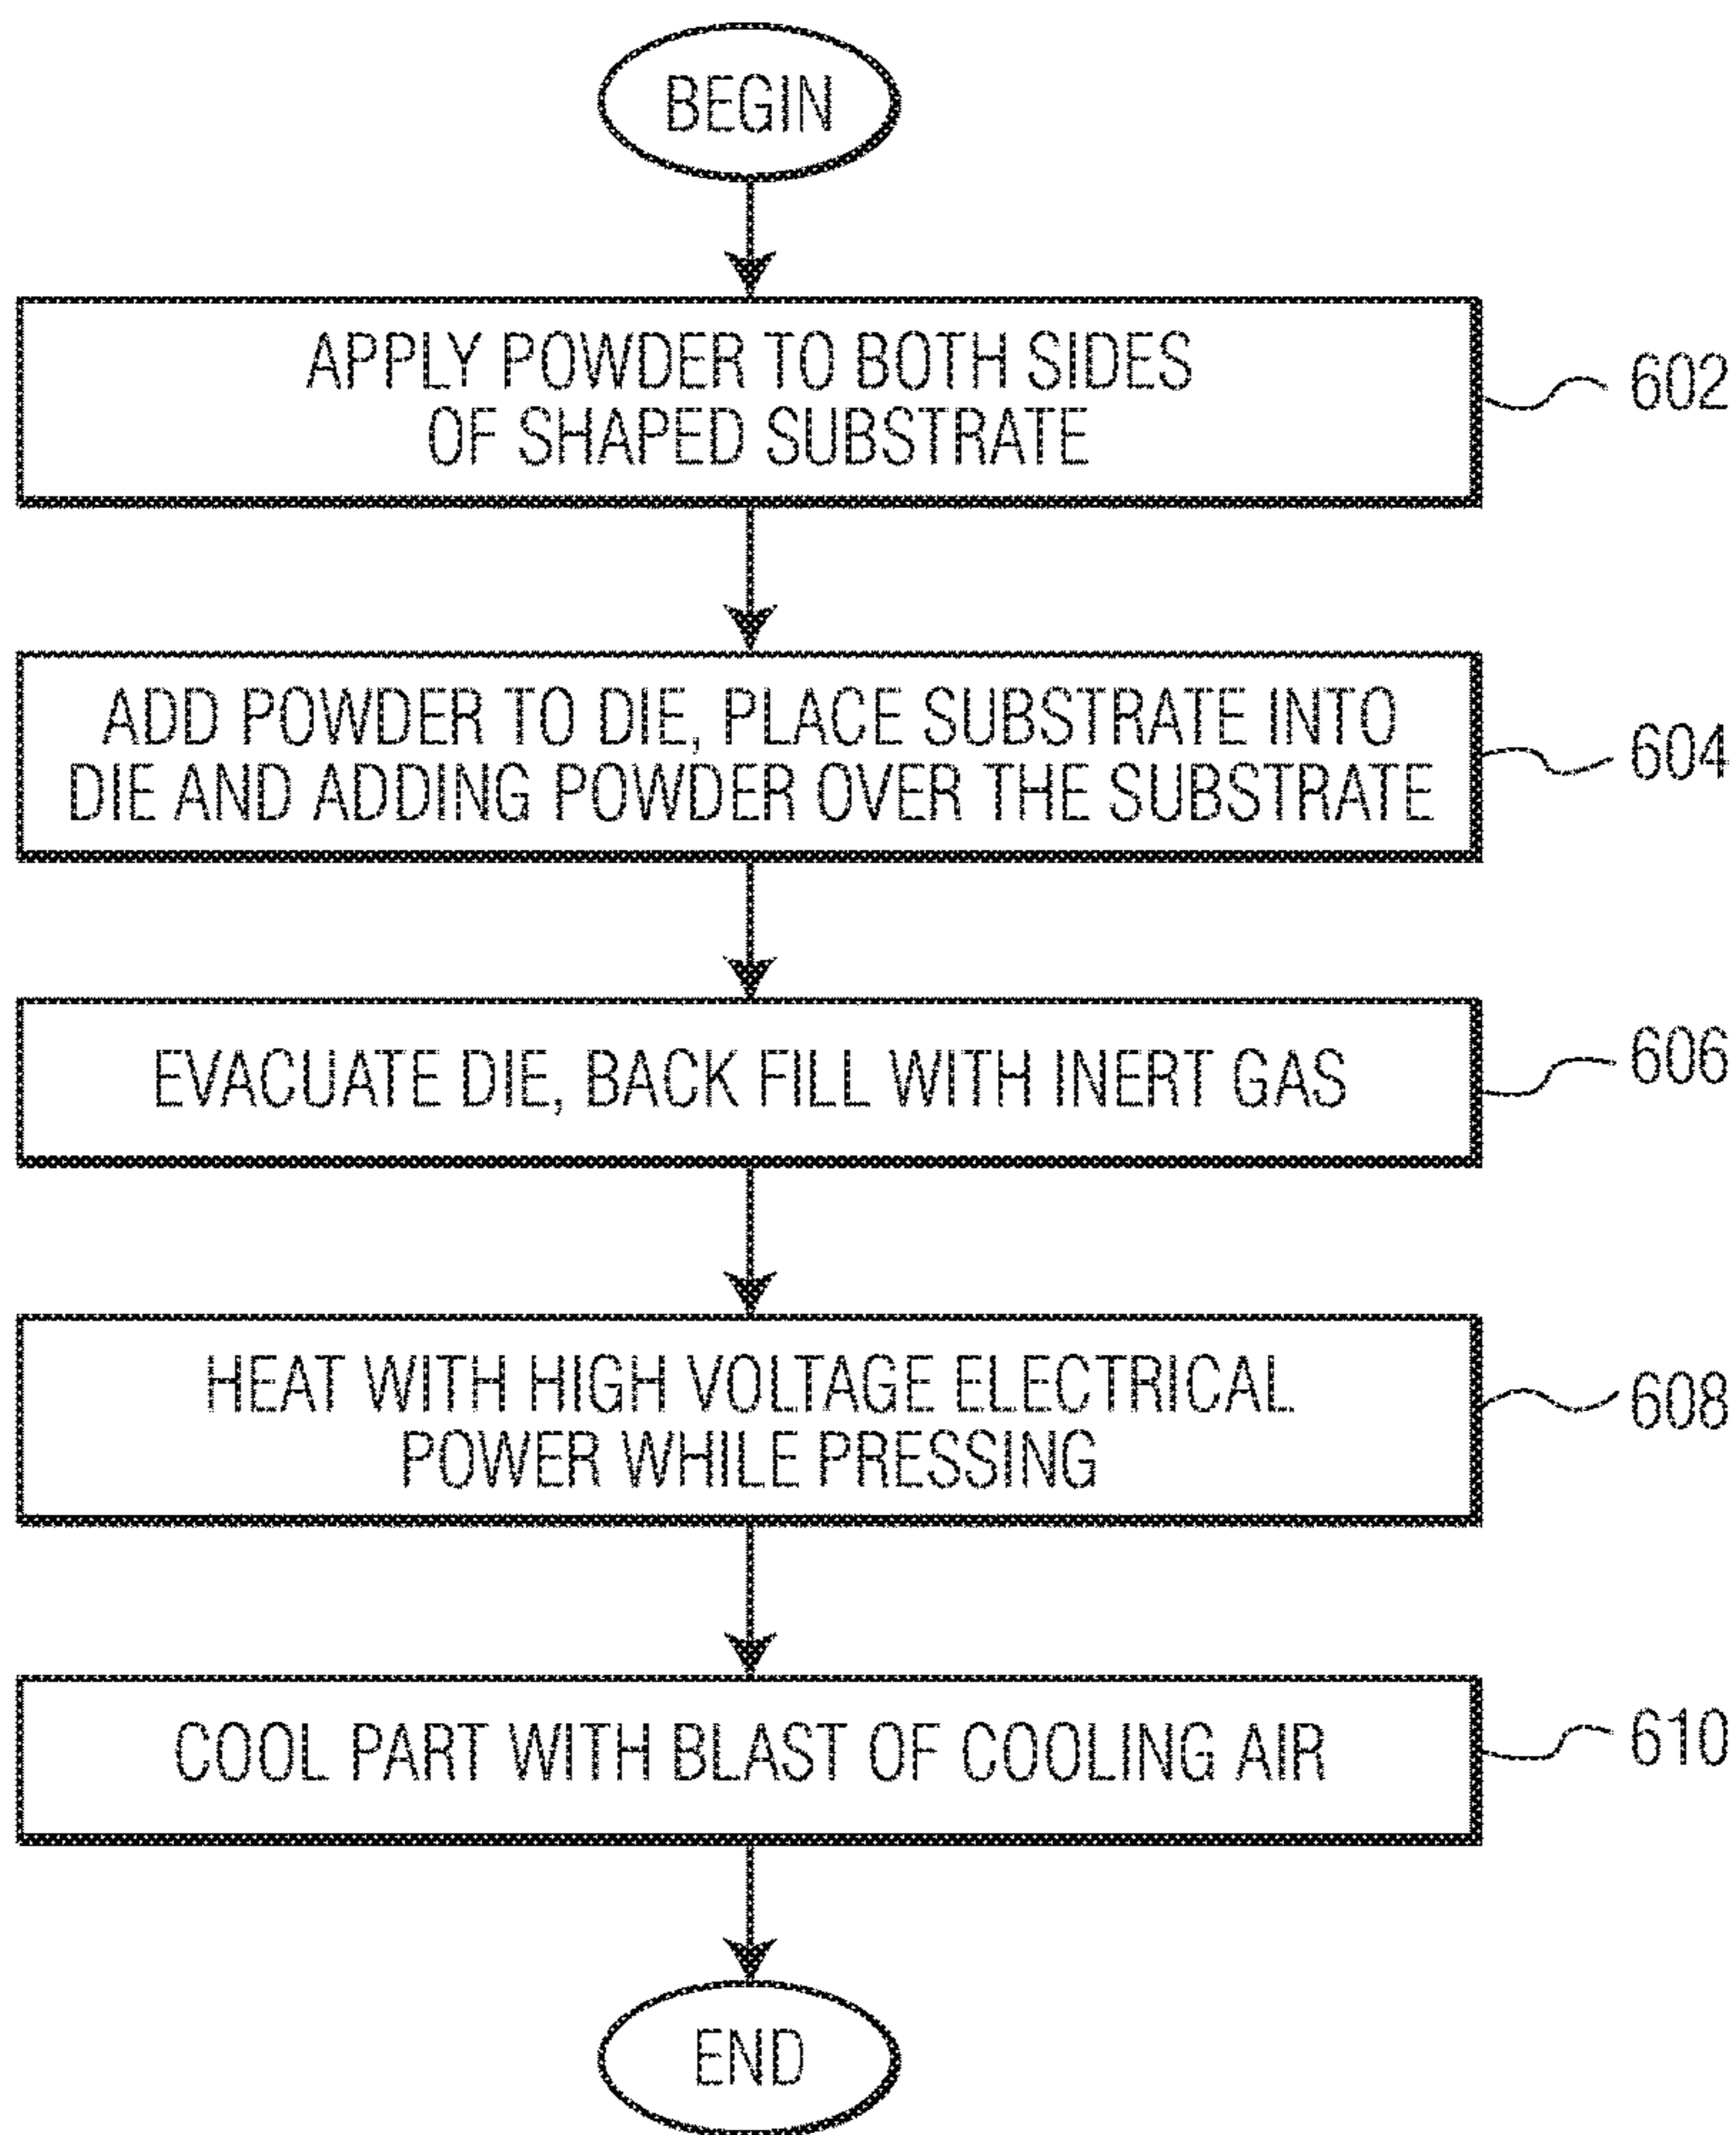 BEGIN
APPLY POWDER TO BOTH SIDES
OF SHAPED SUBSTRATE
602
ADD POWDER TO DIE, PLACE SUBSTRATE INTO
DIE AND ADDING POWDER OVER THE SUBSTRATE
604
EVACUATE DIE, BACK FILL WITH INERT GAS
606
HEAT WITH HIGH VOLTAGE ELECTRICAL
POWER WHILE PRESSING
608
COOL PART WITH BLAST OF COOLING AIR
610
END